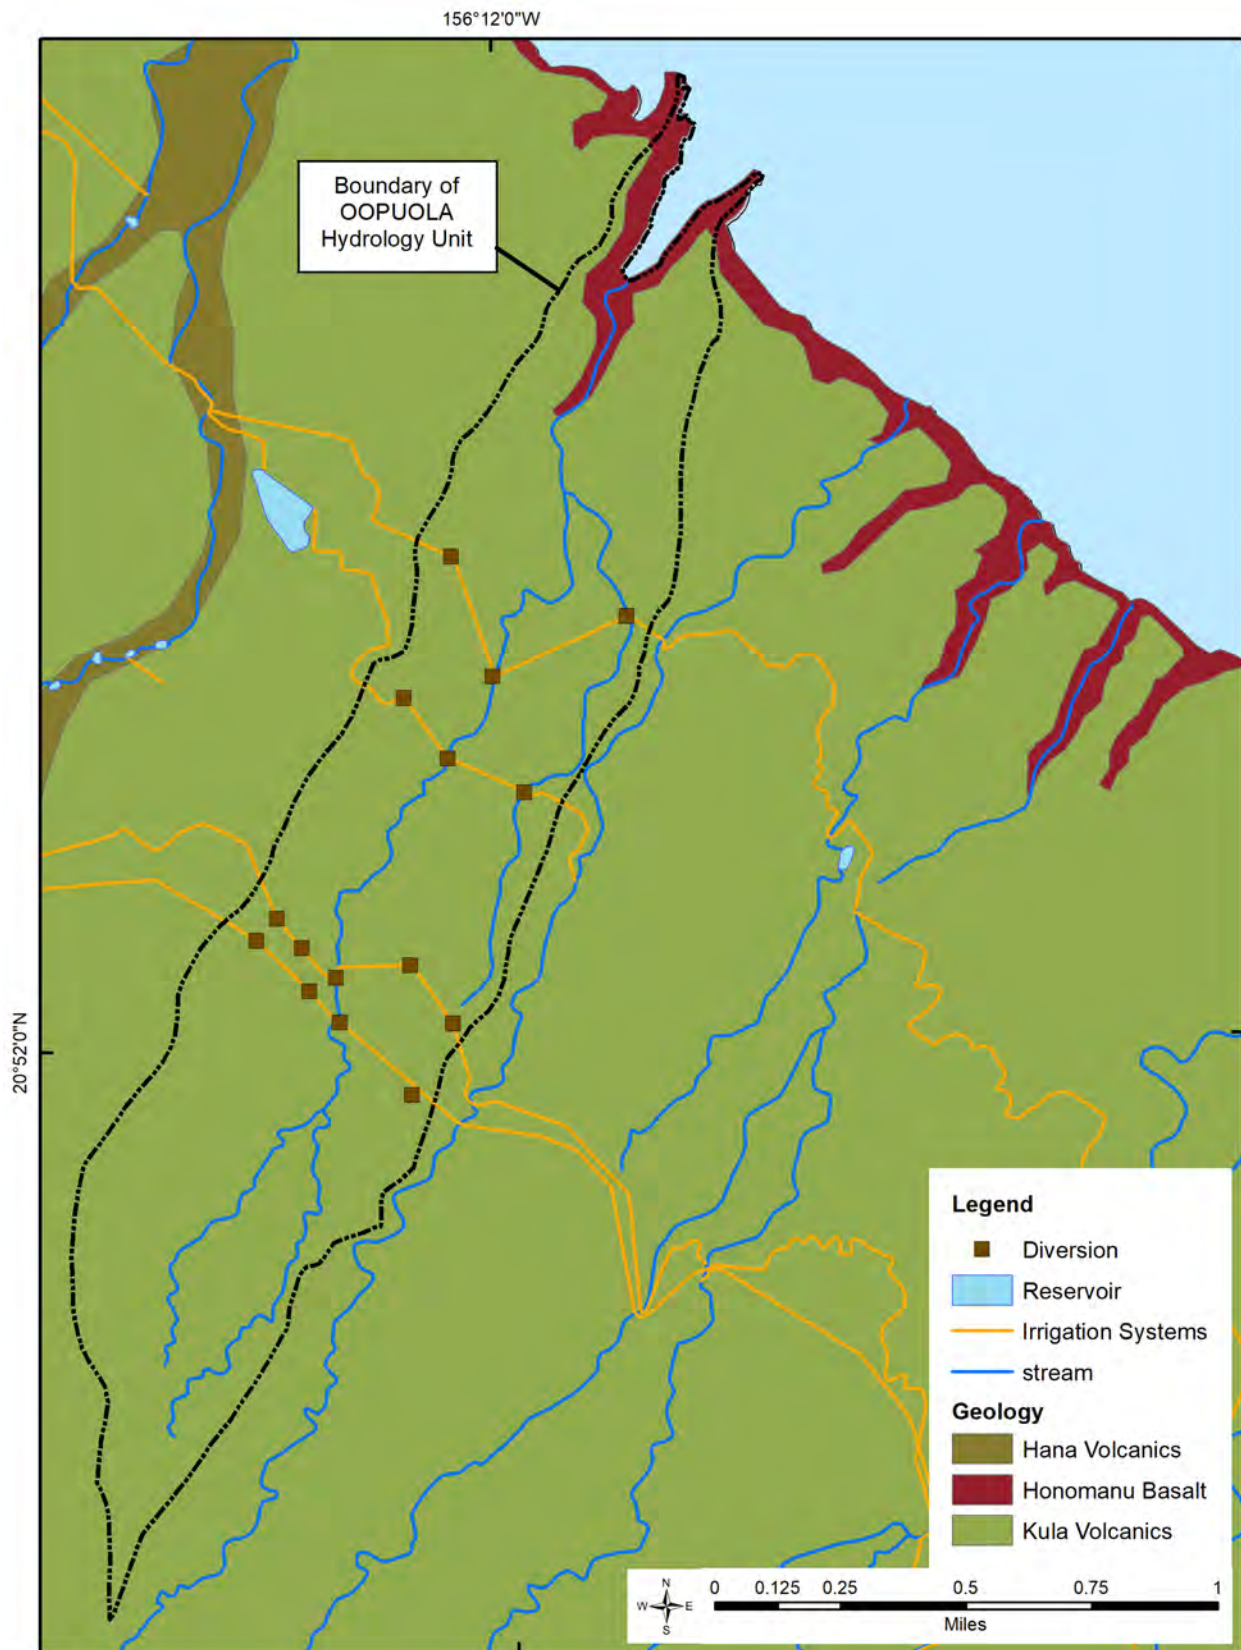 156°12'0"W
Boundary of
OOPUOLA
Hydrology Unit
20°52'0"N
Legend
Diversion
Reservoir
Irrigation Systems
stream
Geology
Hana Volcanics
Honomanu Basalt
Kula Volcanics
N
W E
S
0 0.125 0.25 0.5 0.75 1
Miles